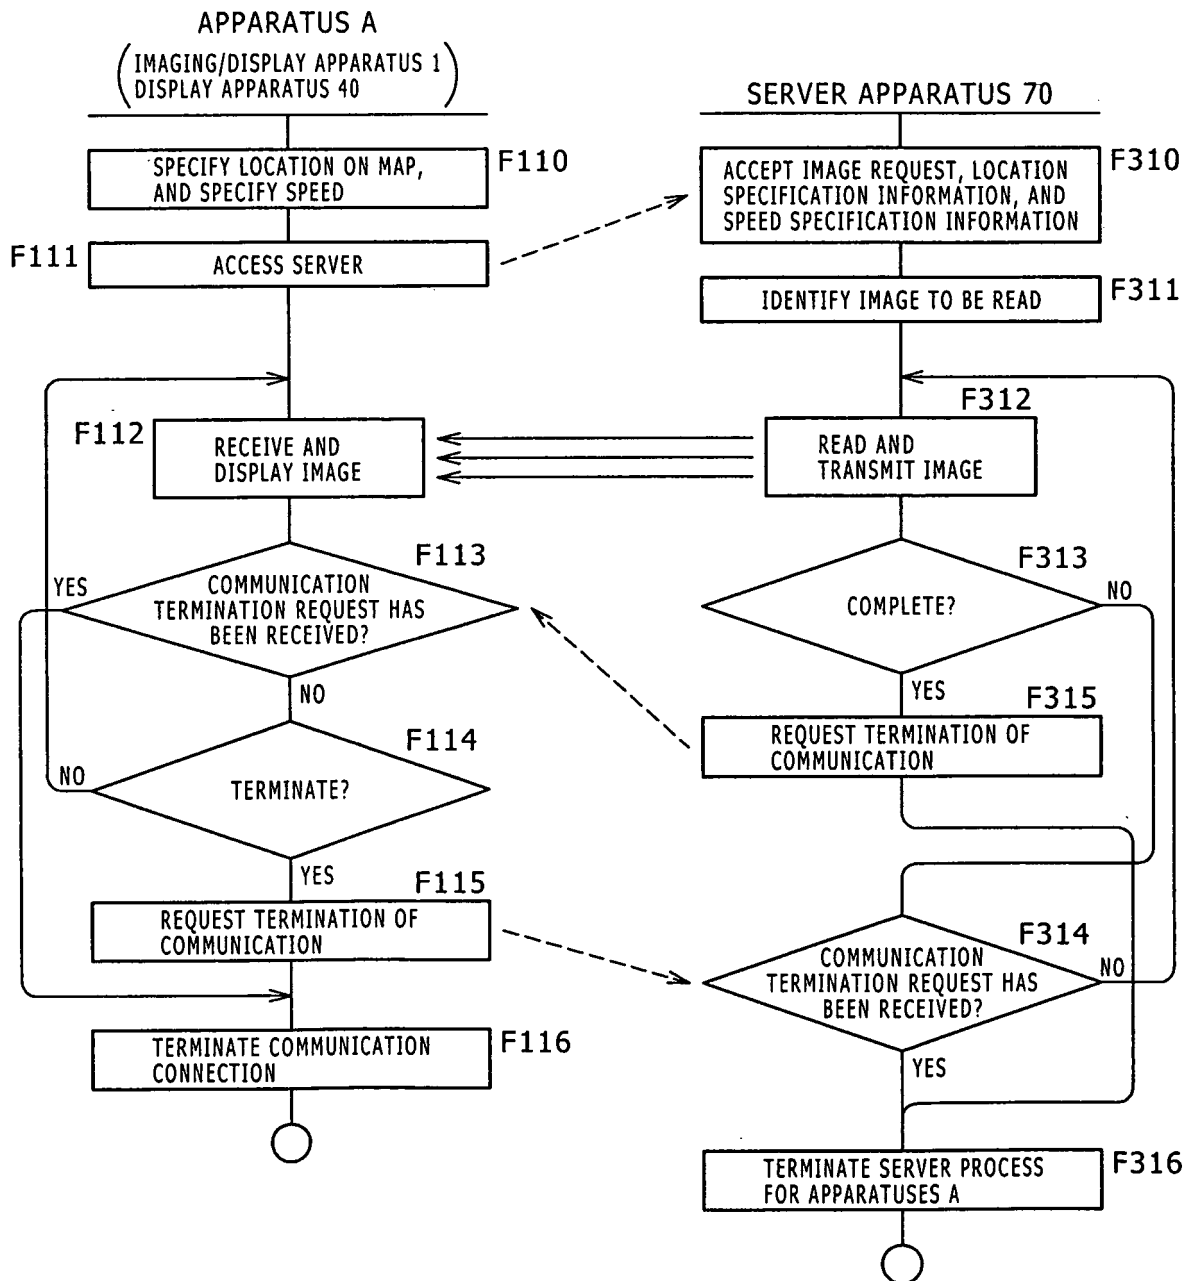 APPARATUS A
(IMAGING/DISPLAY APPARATUS 1
DISPLAY APPARATUS 40)
SPECIFY LOCATION ON MAP,
AND SPECIFY SPEED
F110
F111
ACCESS SERVER
F112
RECEIVE AND
DISPLAY IMAGE
F113
YES
COMMUNICATION
TERMINATION REQUEST HAS
BEEN RECEIVED?
NO
F114
NO
TERMINATE?
YES
F115
REQUEST TERMINATION OF
COMMUNICATION
TERMINATE COMMUNICATION
CONNECTION
F116
SERVER APPARATUS 70
ACCEPT IMAGE REQUEST, LOCATION
SPECIFICATION INFORMATION, AND
SPEED SPECIFICATION INFORMATION
F310
IDENTIFY IMAGE TO BE READ
F311
F312
READ AND
TRANSMIT IMAGE
F313
COMPLETE?
NO
YES
F315
REQUEST TERMINATION OF
COMMUNICATION
F314
COMMUNICATION
TERMINATION REQUEST HAS
BEEN RECEIVED?
NO
YES
TERMINATE SERVER PROCESS
FOR APPARATUSES A
F316